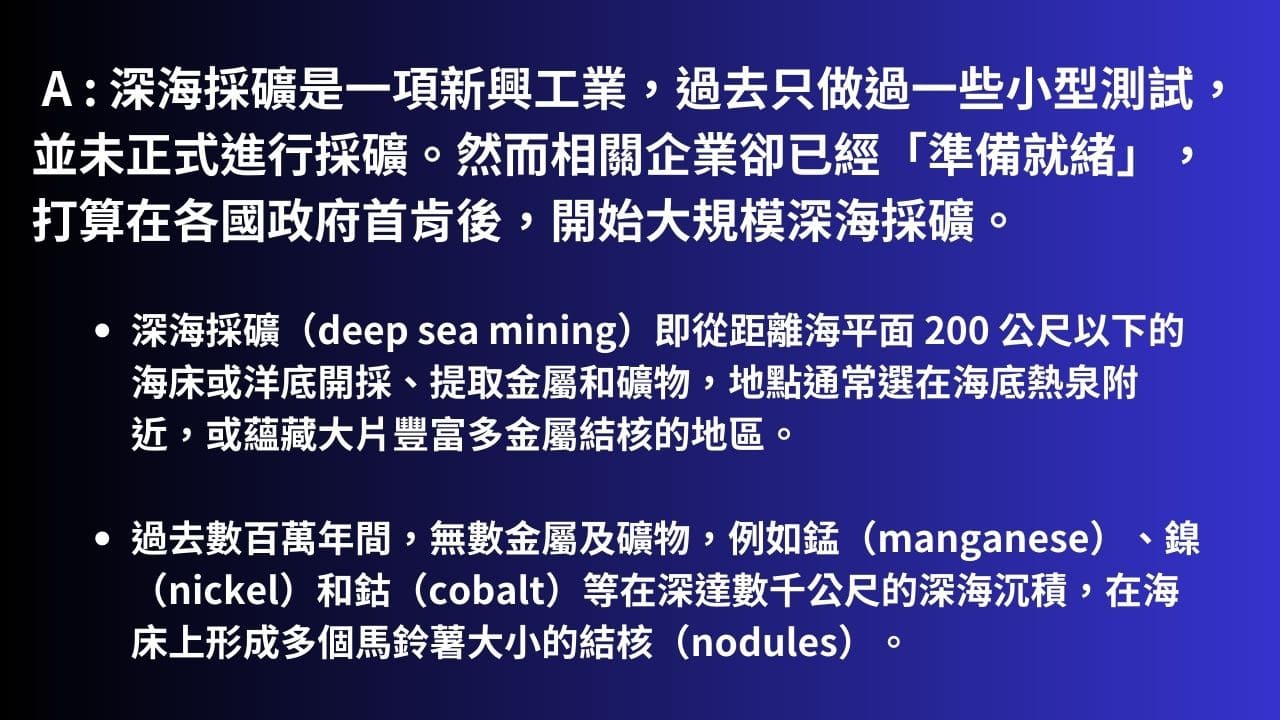 A : 深海採礦是一項新興工業，過去只做過一些小型測試，
並未正式進行採礦。然而相關企業卻已經「準備就緒」，
打算在各國政府首肯後，開始大規模深海採礦。
• 深海採礦（deep sea mining）即從距離海平面 200 公尺以下的
海床或洋底開採、提取金屬和礦物，地點通常選在海底熱泉附
近，或蘊藏大片豐富多金屬結核的地區。
• 過去數百萬年間，無數金屬及礦物，例如錳（manganese）、鎳
（nickel）和鈷（cobalt）等在深達數千公尺的深海沉積，在海
床上形成多個馬鈴薯大小的結核（nodules）。